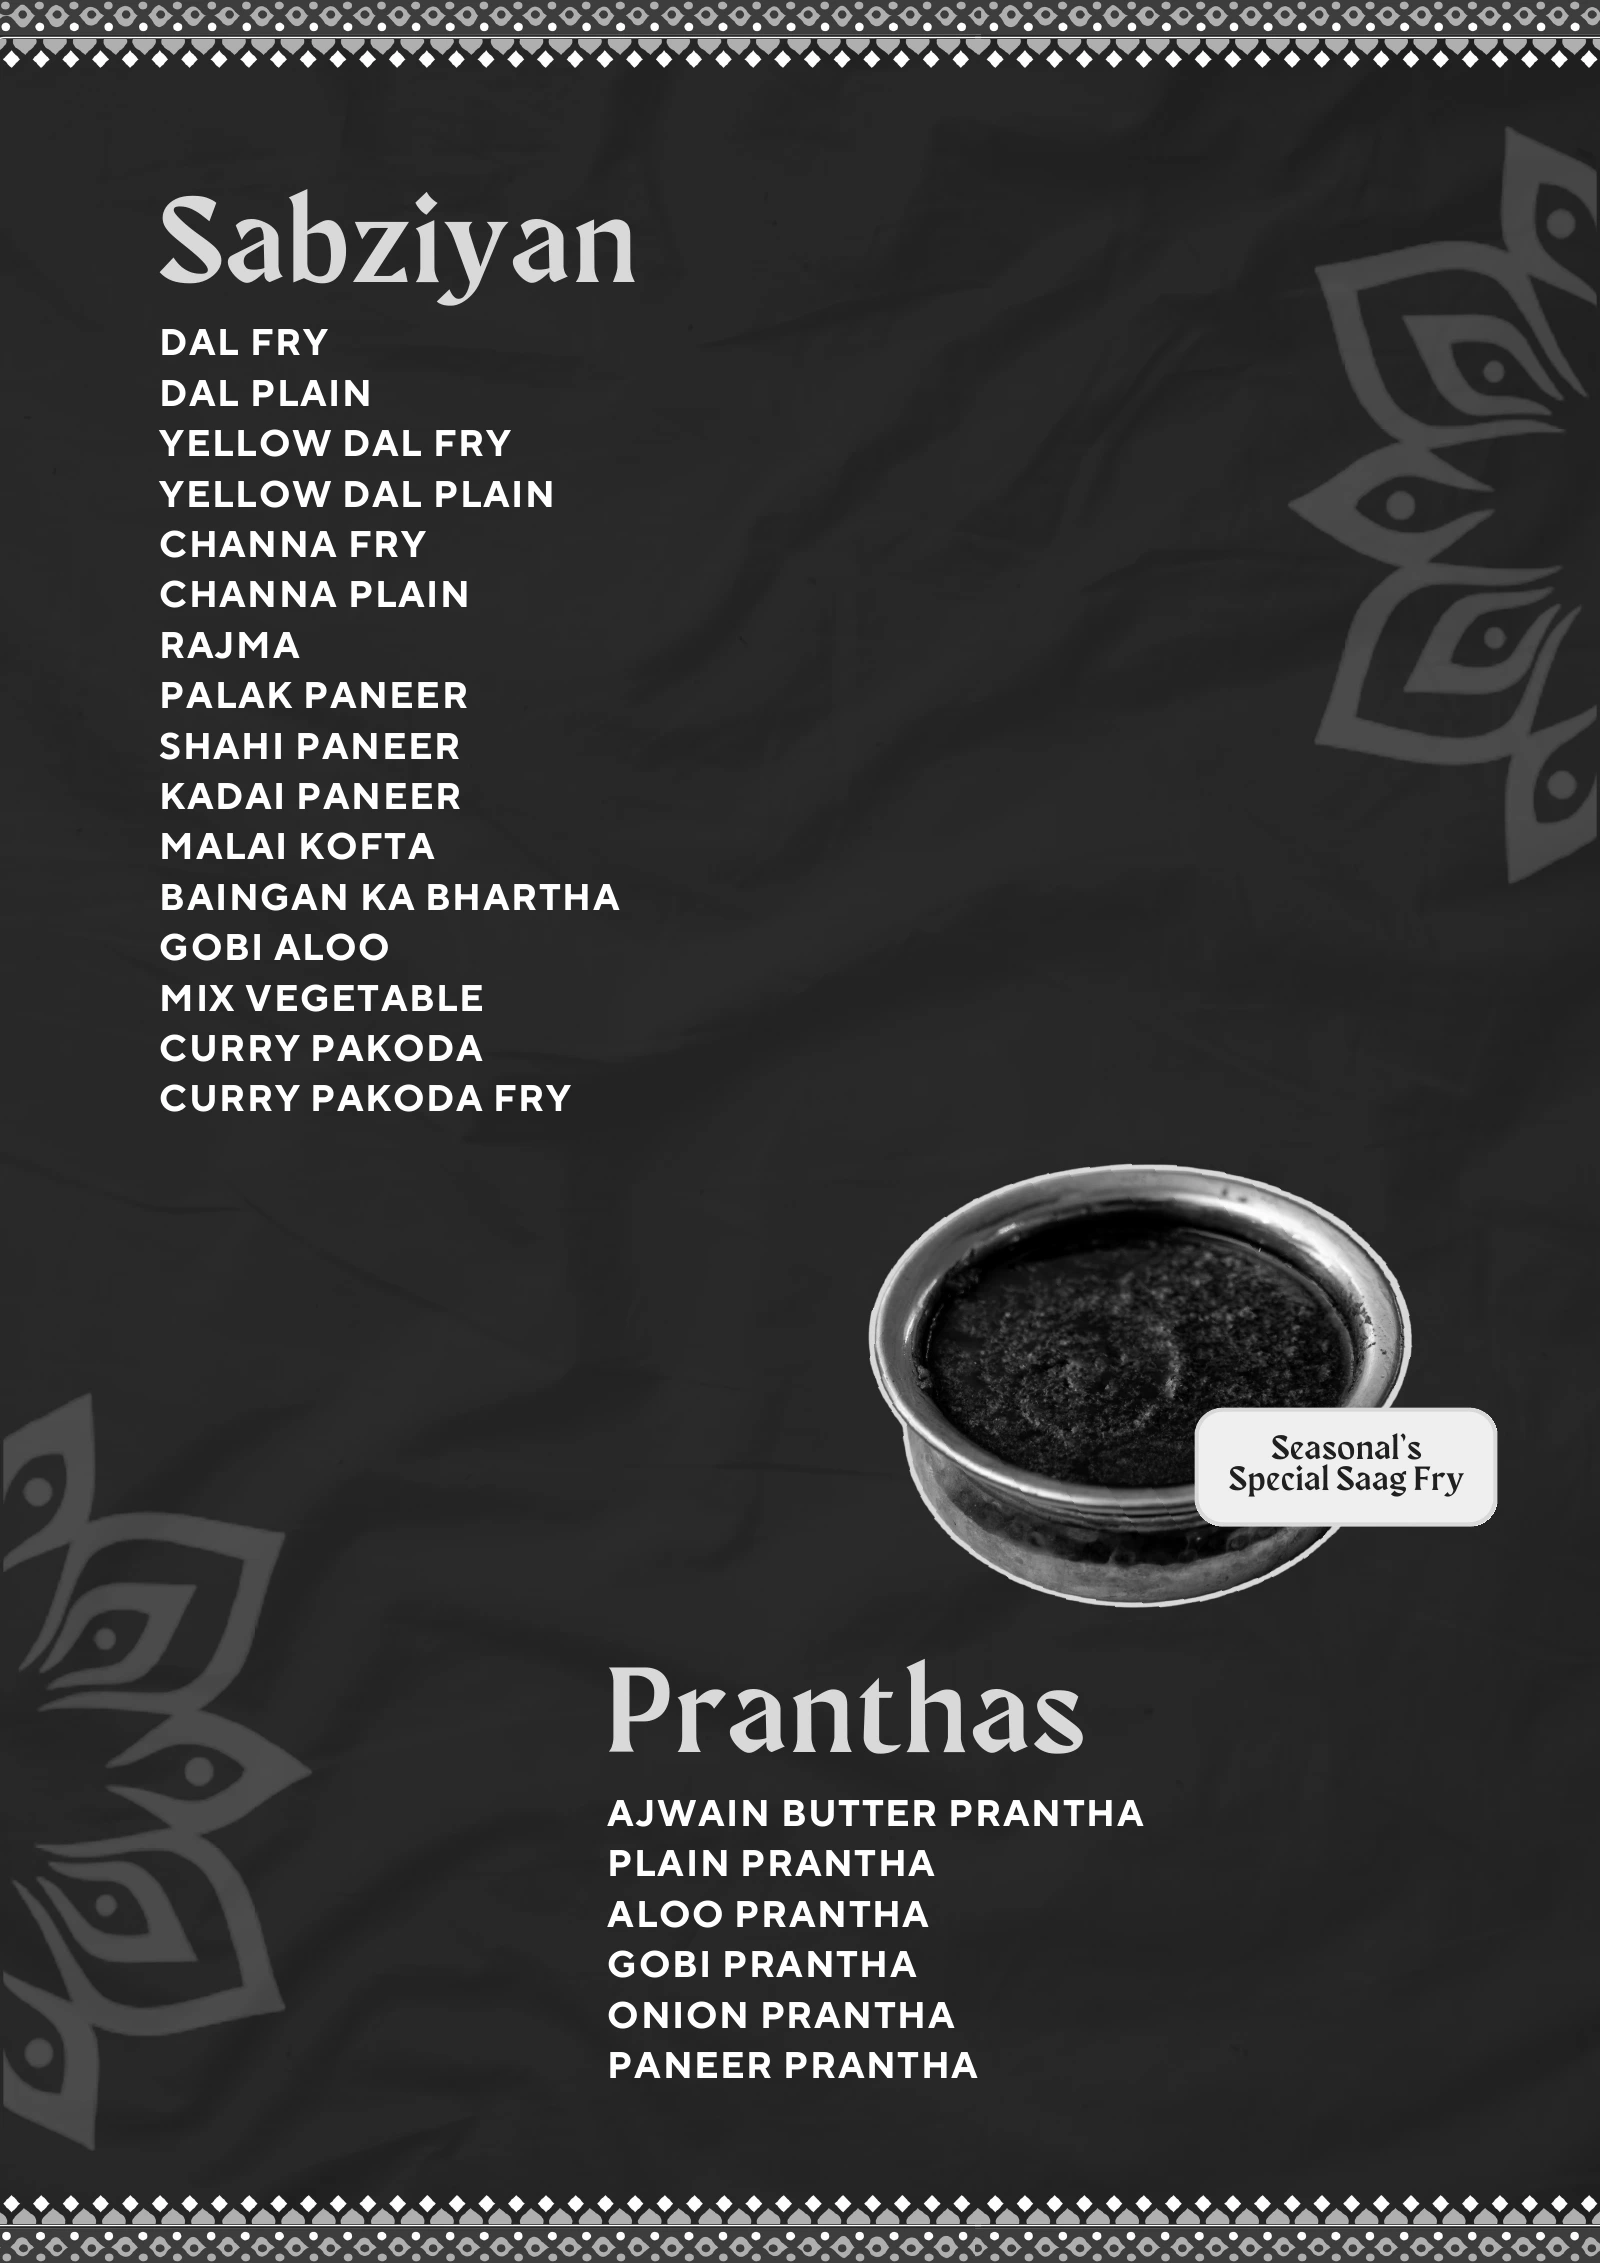 Sabziyan
DAL FRY
DAL PLAIN
YELLOW DAL FRY
YELLOW DAL PLAIN
CHANNA FRY
CHANNA PLAIN
RAJMA
PALAK PANEER
SHAHI PANEER
KADAI PANEER
MALAI KOFTA
BAINGAN KA BHARTHA
GOBI ALOO
MIX VEGETABLE
CURRY PAKODA
CURRY PAKODA FRY
Seasonal's
Special Saag Fry
Pranthas
AJWAIN BUTTER PRANTHA
PLAIN PRANTHA
ALOO PRANTHA
GOBI PRANTHA
ONION PRANTHA
PANEER PRANTHA